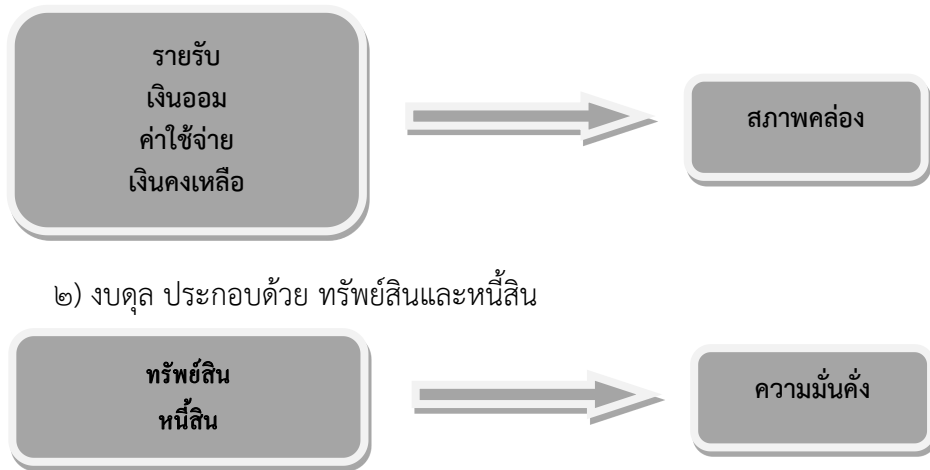 รายรับ
เงินออม
ค่าใช้จ่าย
เงินคงเหลือ
สภาพคล่อง
๒) งบดุล ประกอบด้วย ทรัพย์สินและหนี้สิน
ทรัพย์สิน
หนี้สิน
ความมั่นคั่ง